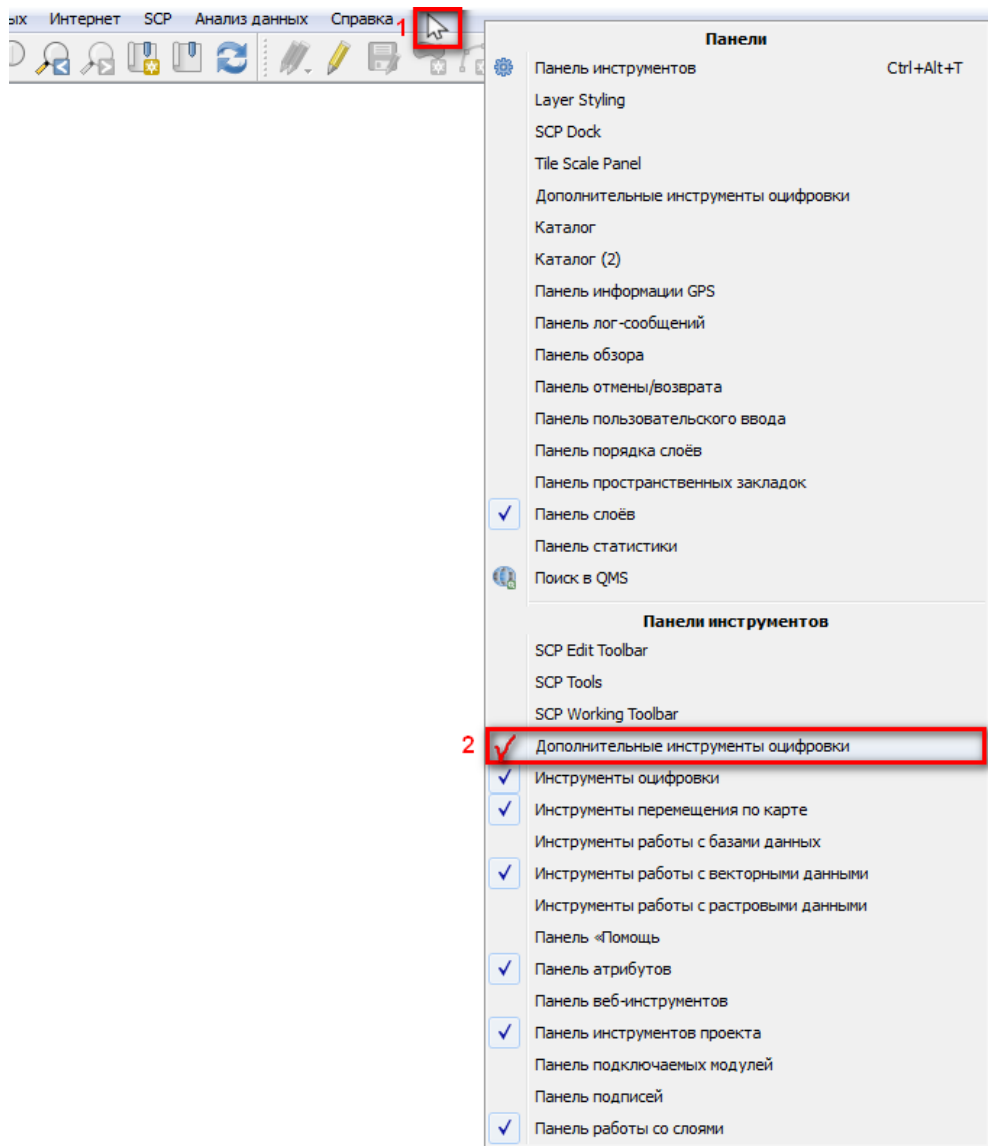 ых Интернет SCP Анализ данных Справка 1
Панели
Панель инструментов Ctrl+Alt+T
Layer Styling
SCP Dock
Tile Scale Panel
Дополнительные инструменты оцифровки
Каталог
Каталог (2)
Панель информации GPS
Панель лог-сообщений
Панель обзора
Панель отмены/возврата
Панель пользовательского ввода
Панель порядка слоёв
Панель пространственных закладок
Панель слоёв
Панель статистики
Поиск в QMS
Панели инструментов
SCP Edit Toolbar
SCP Tools
SCP Working Toolbar
2 Дополнительные инструменты оцифровки
Инструменты оцифровки
Инструменты перемещения по карте
Инструменты работы с базами данных
Инструменты работы с векторными данными
Инструменты работы с растровыми данными
Панель «Помощь
Панель атрибутов
Панель веб-инструментов
Панель инструментов проекта
Панель подключаемых модулей
Панель подписей
Панель работы со слоями